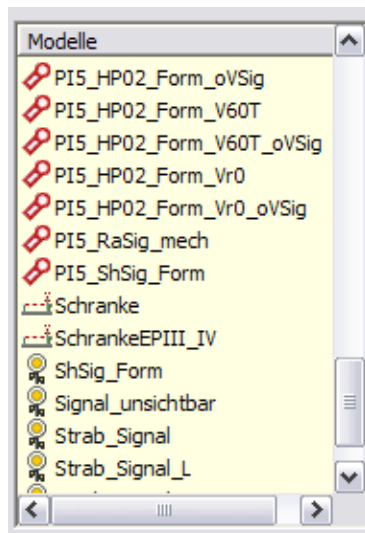 Modelle
PI5_HP02_Form_oVSig
PI5_HP02_Form_V60T
PI5_HP02_Form_V60T_oVSig
PI5_HP02_Form_Vr0
PI5_HP02_Form_Vr0_oVSig
PI5_RaSig_mech
PI5_ShSig_Form
Schranke
SchrankeEPIII_IV
ShSig_Form
Signal_unsichtbar
Strab_Signal
Strab_Signal_L